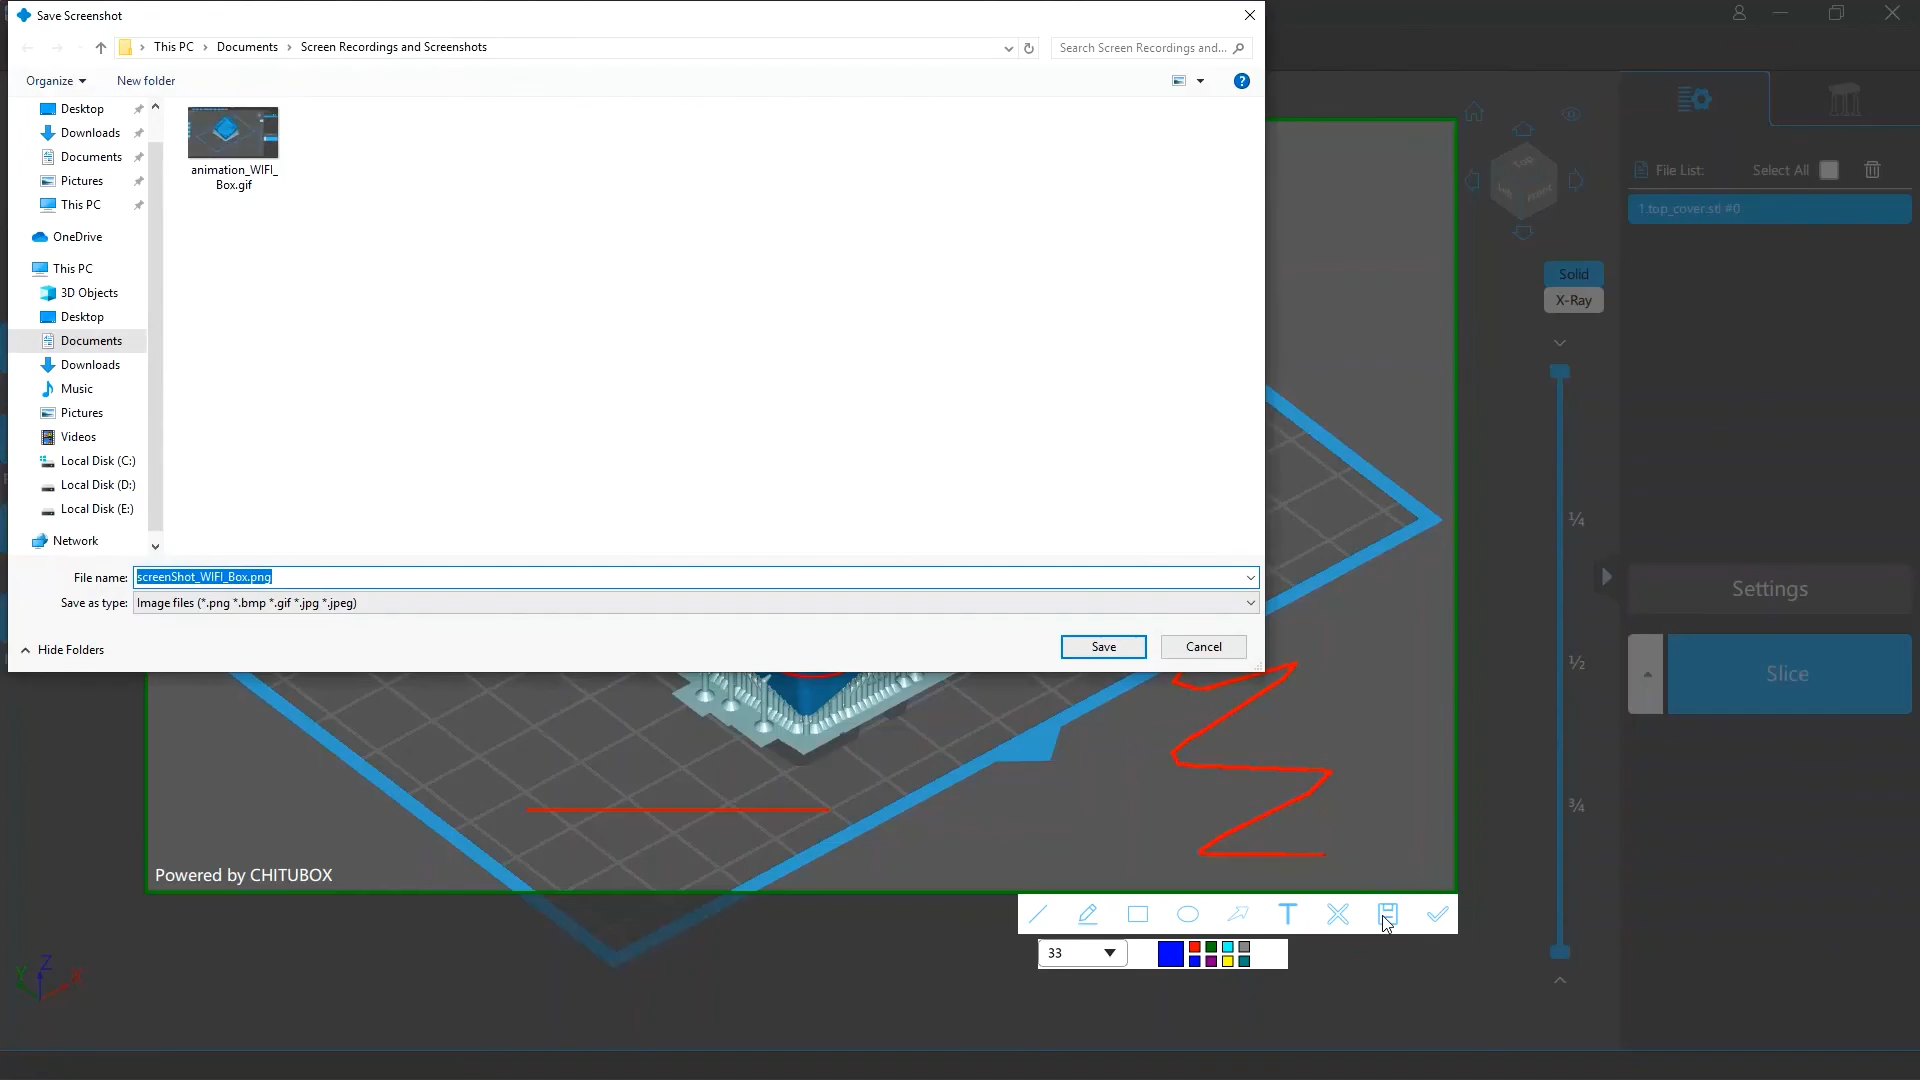 Save Screenshot
This PC › Documents › Screen Recordings and Screenshots
Search Screen Recordings and...
Organize
New folder
Desktop
Downloads
Documents
Pictures
This PC
OneDrive
This PC
3D Objects
Desktop
Documents
Downloads
Music
Pictures
Videos
Local Disk (C:)
Local Disk (D:)
Local Disk (E:)
Network
animation_WIFI_
Box.gif
File name: screenShot_WIFI_Box.png
Save as type: Image files (*.png *.bmp *.gif *.jpg *.jpeg)
Hide Folders
Save
Cancel
Top
Left
Front
File List:
Select All
1.top_cover.stl #0
Solid
X-Ray
¼
½
¾
Settings
Slice
Powered by CHITUBOX
T
33
Z
X
Y